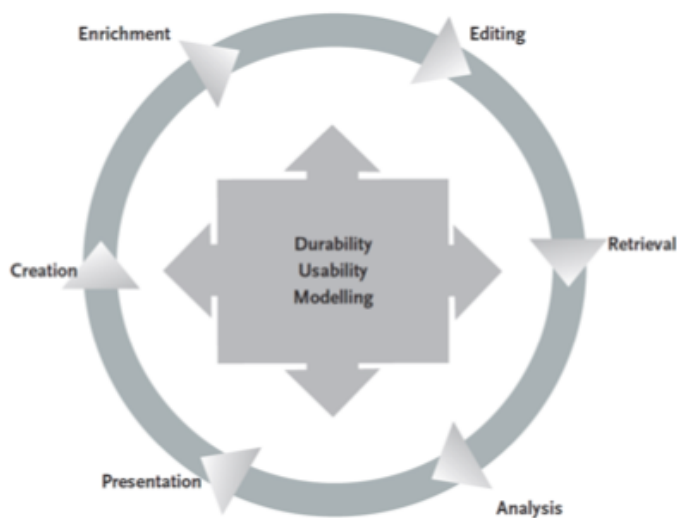 Enrichment
Editing
Durability
Usability
Modelling
Retrieval
Creation
Presentation
Analysis